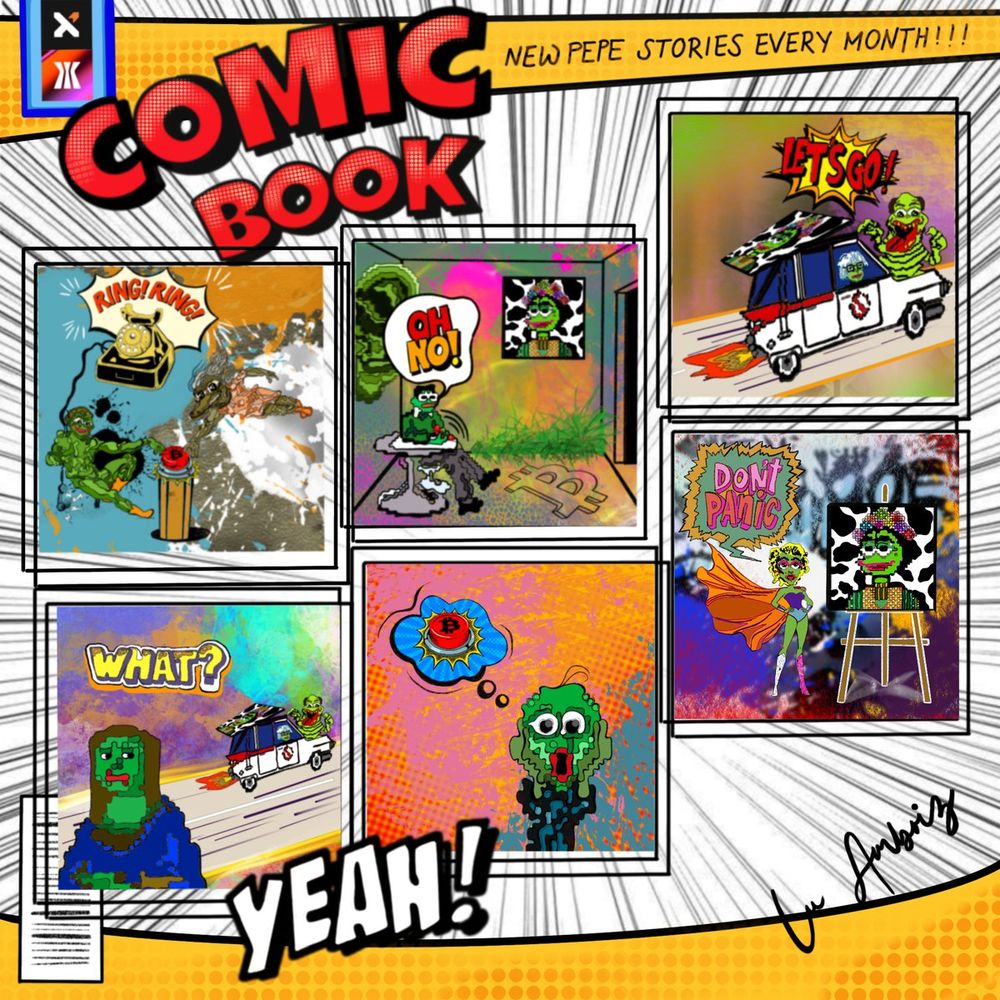 COMIC
BOOK
NEW PEPE STORIES EVERY MONTH!!!
RING! RING!
OH
NO!
LET'S GO!
WHAT?
DON'T
PANIC
YEAH!